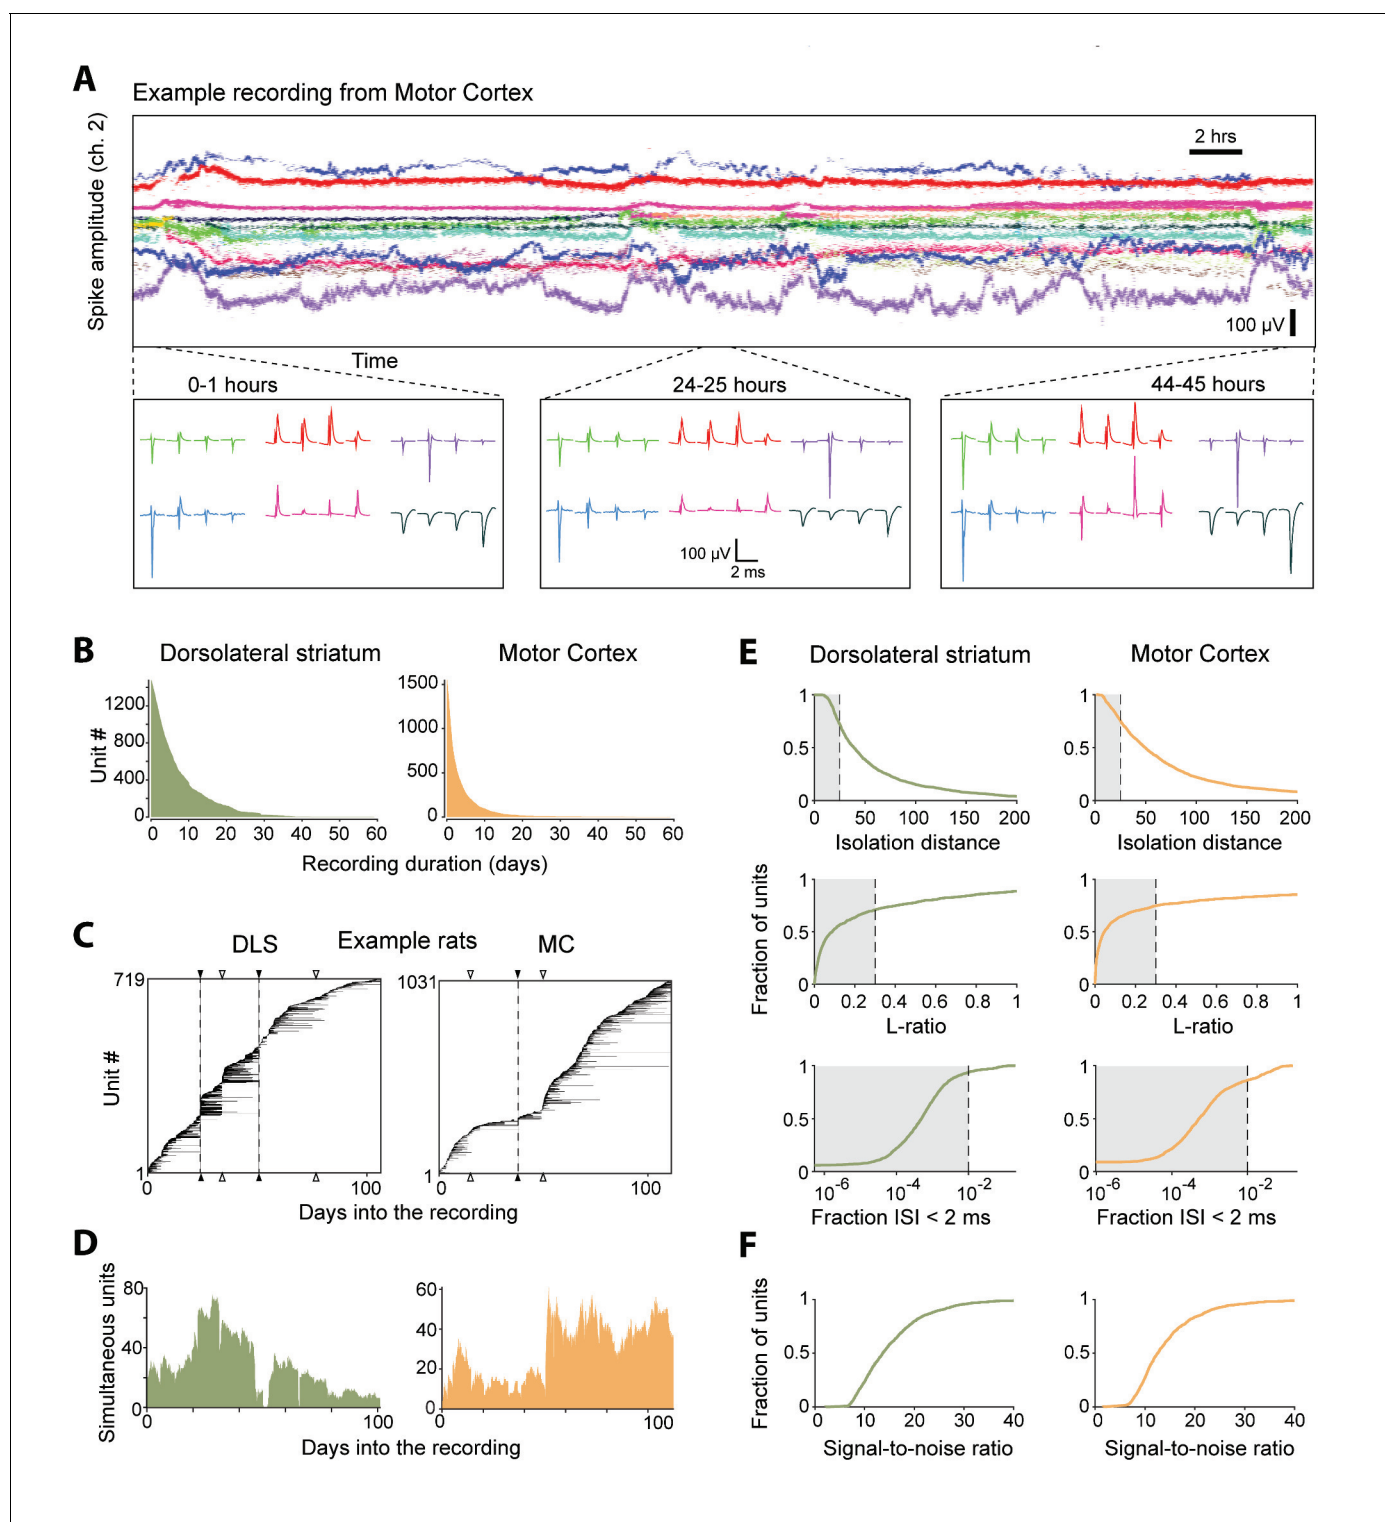 A
Example recording from Motor Cortex
Spike amplitude (ch. 2)
2 hrs
100 µV
Time
0-1 hours
24-25 hours
44-45 hours
100 µV
2 ms
B
Dorsolateral striatum
Motor Cortex
Unit #
1200
800
400
0
1500
1000
500
0
0 10 20 30 40 50 60
0 10 20 30 40 50 60
Recording duration (days)
C
Example rats
DLS
MC
Unit #
719
1
1031
1
0 100
0 100
Days into the recording
D
Simultaneous units
80
40
0
60
40
20
0
0 100
0 100
Days into the recording
E
Dorsolateral striatum
Motor Cortex
Fraction of units
1
0.5
0
1
0.5
0
0 50 100 150 200
0 50 100 150 200
Isolation distance
Isolation distance
1
0.5
0
1
0.5
0
0 0.2 0.4 0.6 0.8 1
0 0.2 0.4 0.6 0.8 1
L-ratio
L-ratio
1
0.5
0
1
0.5
0
10⁻⁶ 10⁻⁴ 10⁻²
10⁻⁶ 10⁻⁴ 10⁻²
Fraction ISI < 2 ms
Fraction ISI < 2 ms
F
Fraction of units
1
0.5
0
1
0.5
0
0 10 20 30 40
0 10 20 30 40
Signal-to-noise ratio
Signal-to-noise ratio